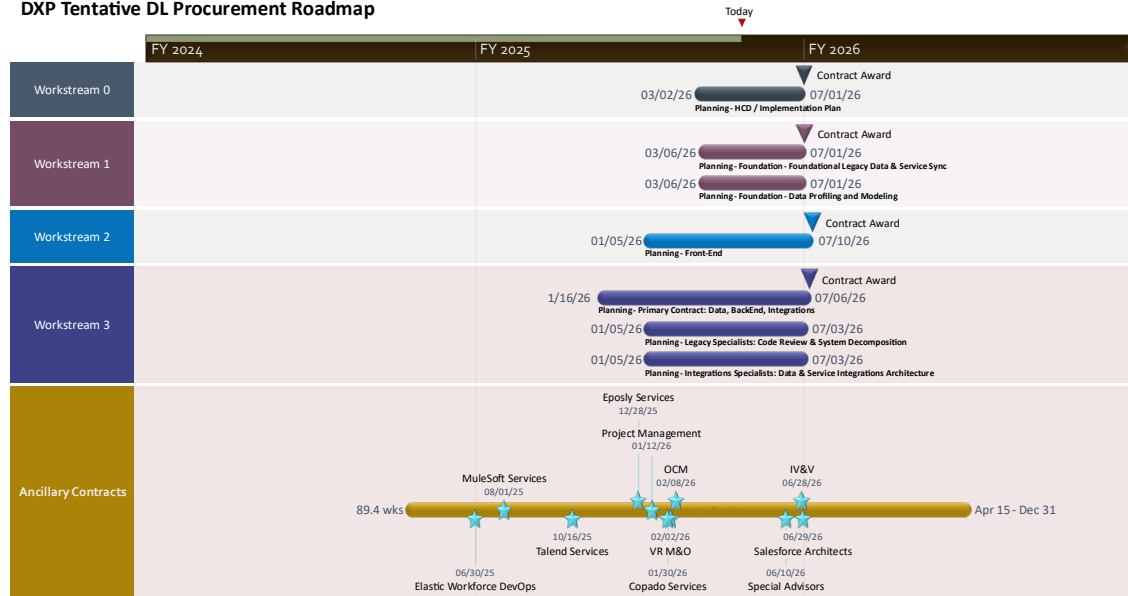 DXP Tentative DL Procurement Roadmap
Today
FY 2024
FY 2025
FY 2026
Workstream 0
Contract Award
03/02/26
07/01/26
Planning - HCD / Implementation Plan
Workstream 1
Contract Award
03/06/26
07/01/26
Planning - Foundation - Foundational Legacy Data & Service Sync
03/06/26
07/01/26
Planning - Foundation - Data Profiling and Modeling
Workstream 2
Contract Award
01/05/26
07/10/26
Planning - Front-End
Workstream 3
Contract Award
1/16/26
07/06/26
Planning - Primary Contract: Data, BackEnd, Integrations
01/05/26
07/03/26
Planning - Legacy Specialists: Code Review & System Decomposition
01/05/26
07/03/26
Planning - Integrations Specialists: Data & Service Integrations Architecture
Ancillary Contracts
Eposly Services
12/28/25
Project Management
01/12/26
OCM
02/08/26
IV&V
06/28/26
MuleSoft Services
08/01/25
89.4 wks
Apr 15 - Dec 31
10/16/25
Talend Services
02/02/26
VR M&O
06/29/26
Salesforce Architects
06/30/25
Elastic Workforce DevOps
01/30/26
Copado Services
06/10/26
Special Advisors